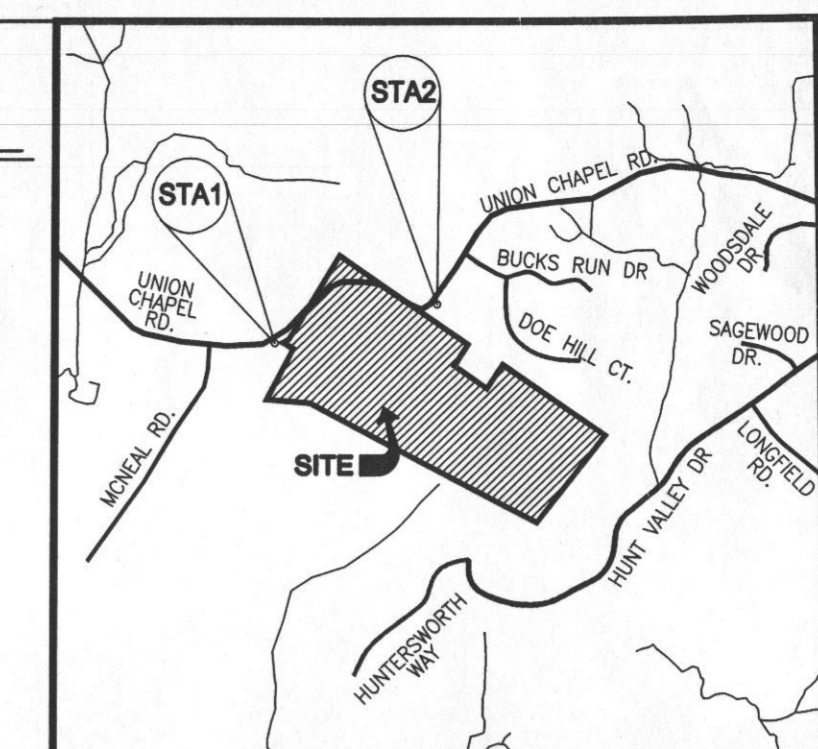 STA2
STA1
UNION CHAPEL RD.
WOODSDALE
DR
BUCKS RUN DR
UNION
CHAPEL
RD.
DOE HILL CT.
SAGEWOOD
DR.
MCNEAL RD.
LONGFIELD
RD.
SITE
HUNT VALLEY DR
HUNTERSWORTH
WAY